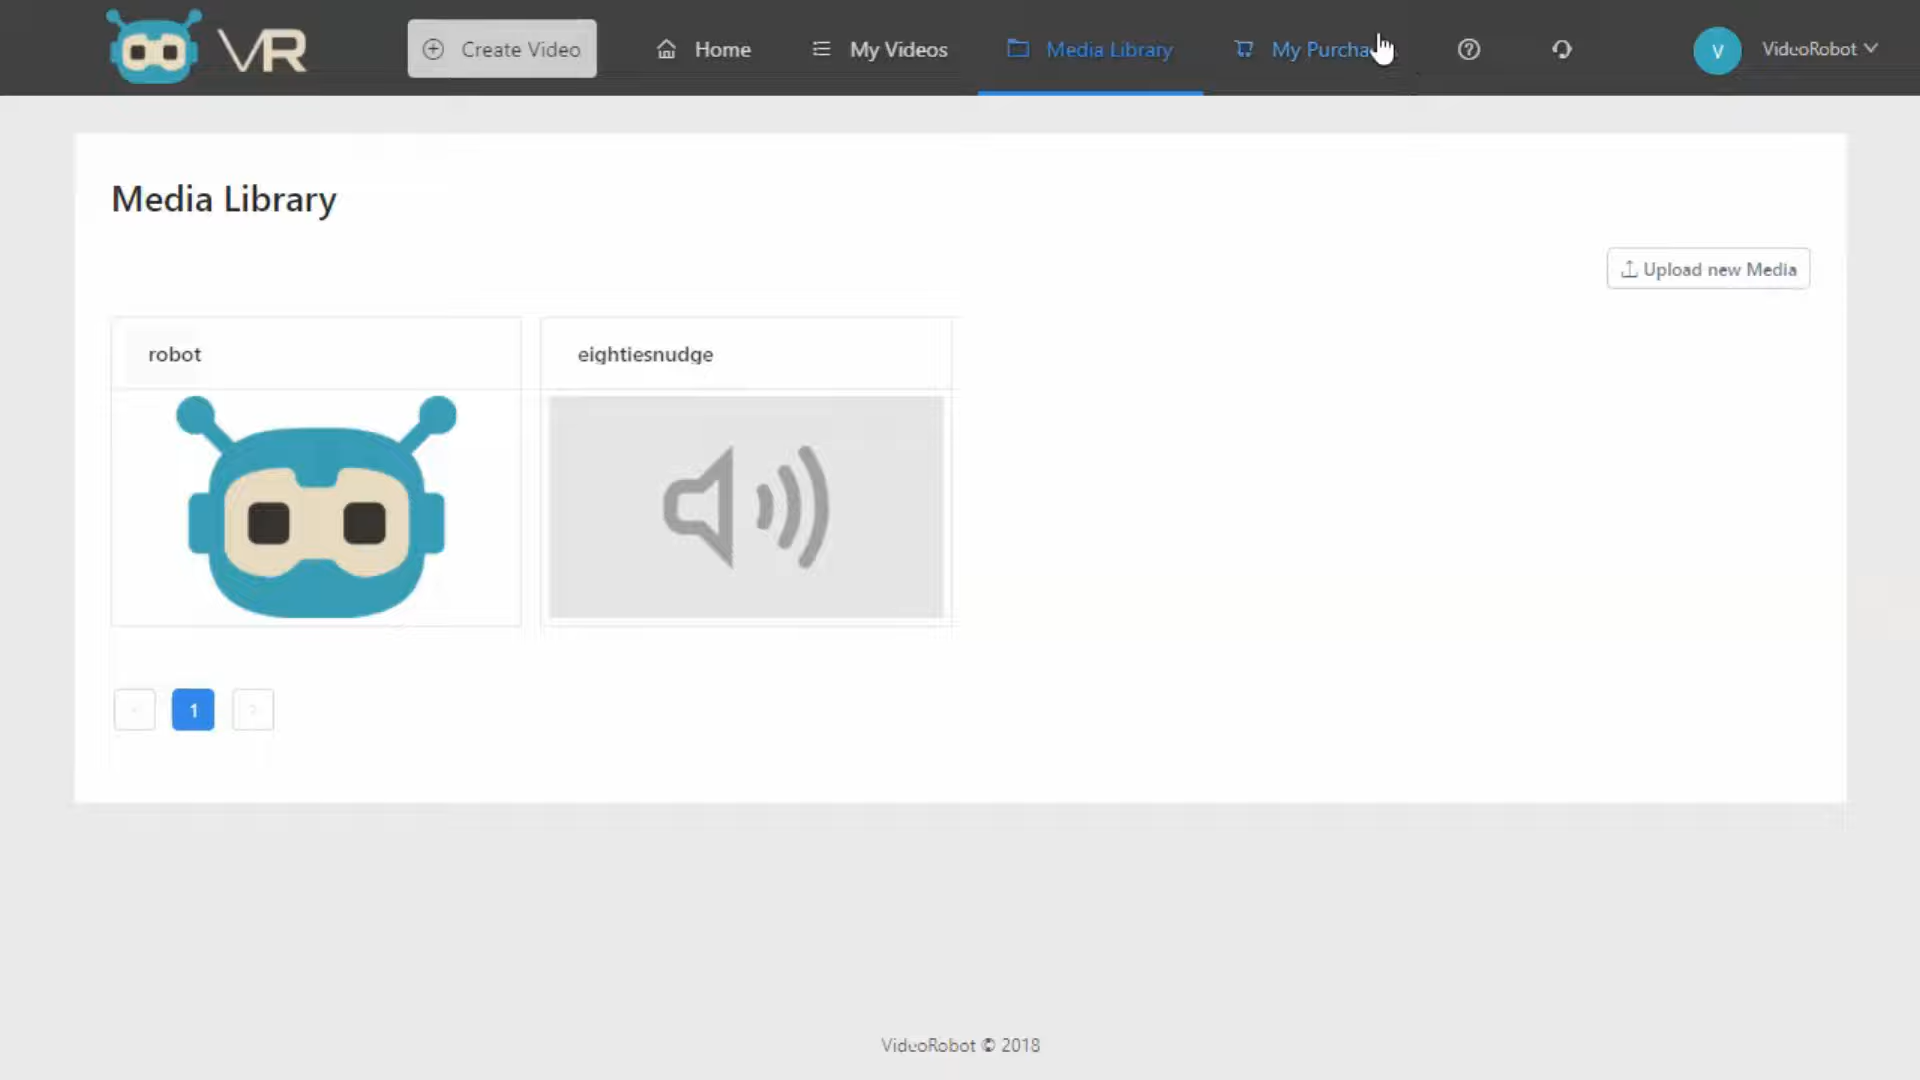 VR
Create Video
Home
My Videos
Media Library
My Purcha
V
VideoRobot
Media Library
Upload new Media
robot
eightiesnudge
1
VideoRobot © 2018